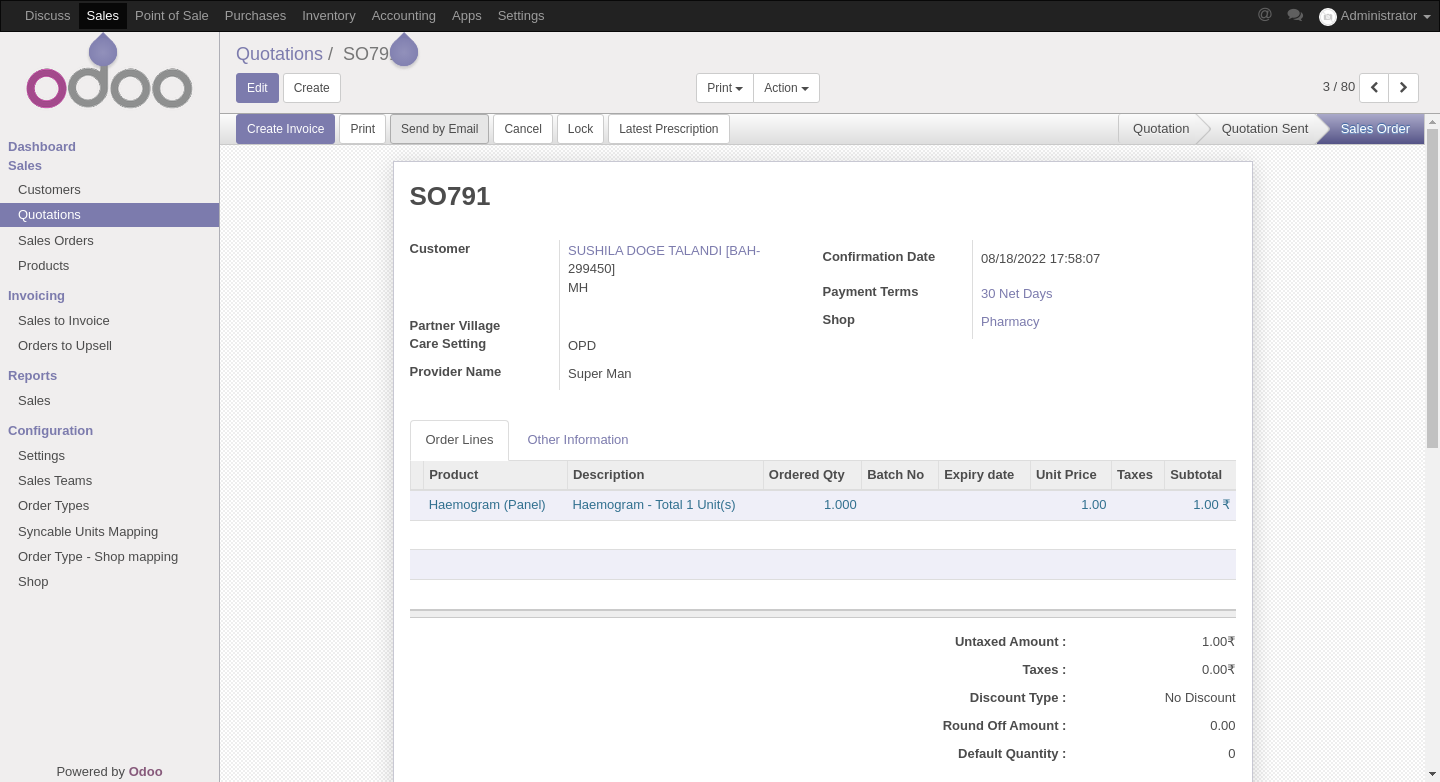 Discuss Sales Point of Sale Purchases Inventory Accounting Apps Settings @ Administrator
odoo
Dashboard
Sales
Customers
Quotations
Sales Orders
Products
Invoicing
Sales to Invoice
Orders to Upsell
Reports
Sales
Configuration
Settings
Sales Teams
Order Types
Syncable Units Mapping
Order Type - Shop mapping
Shop
Powered by Odoo
Quotations / SO791
Edit Create Print Action 3 / 80
Create Invoice Print Send by Email Cancel Lock Latest Prescription Quotation Quotation Sent Sales Order
SO791
Customer SUSHILA DOGE TALANDI [BAH-
299450]
MH
Partner Village
Care Setting OPD
Provider Name Super Man
Confirmation Date 08/18/2022 17:58:07
Payment Terms 30 Net Days
Shop Pharmacy
Order Lines Other Information
Product Description Ordered Qty Batch No Expiry date Unit Price Taxes Subtotal
Haemogram (Panel) Haemogram - Total 1 Unit(s) 1.000 1.00 1.00 ₹
Untaxed Amount : 1.00₹
Taxes : 0.00₹
Discount Type : No Discount
Round Off Amount : 0.00
Default Quantity : 0